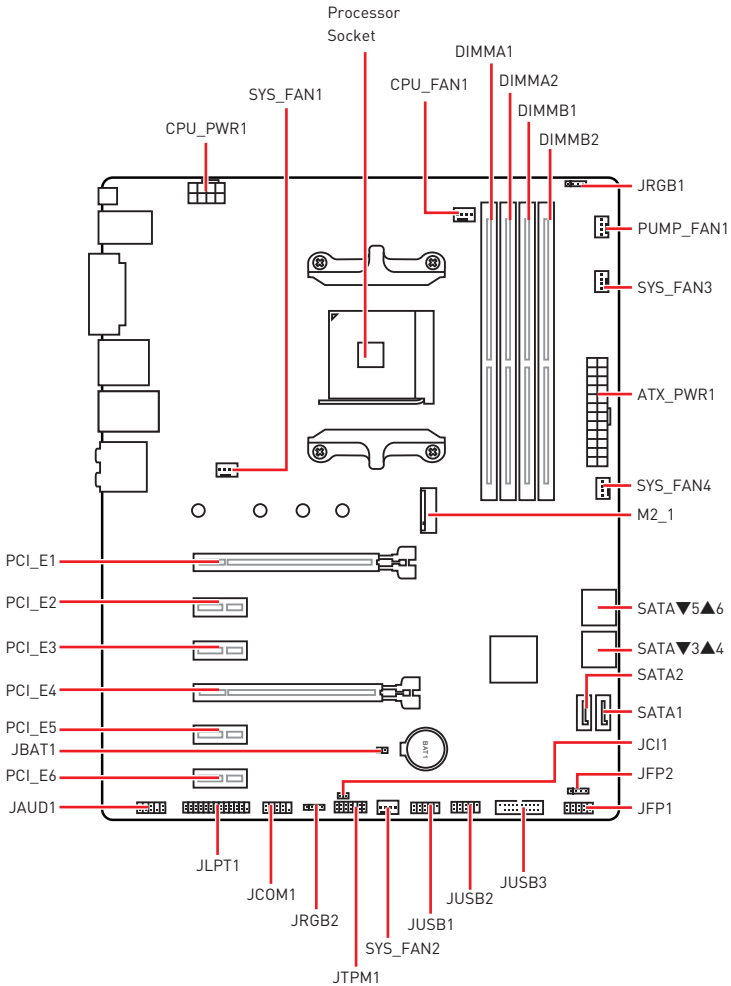 Processor
Socket
DIMMA1
CPU_FAN1
DIMMA2
SYS_FAN1
DIMMB1
CPU_PWR1
DIMMB2
JRGB1
PUMP_FAN1
SYS_FAN3
ATX_PWR1
SYS_FAN4
M2_1
PCI_E1
PCI_E2
SATA▼5▲6
PCI_E3
SATA▼3▲4
SATA2
PCI_E4
SATA1
PCI_E5
JBAT1
BAT1
JCI1
PCI_E6
JFP2
JAUD1
JFP1
JLPT1
JCOM1
JRGB2
JTPM1
SYS_FAN2
JUSB1
JUSB2
JUSB3